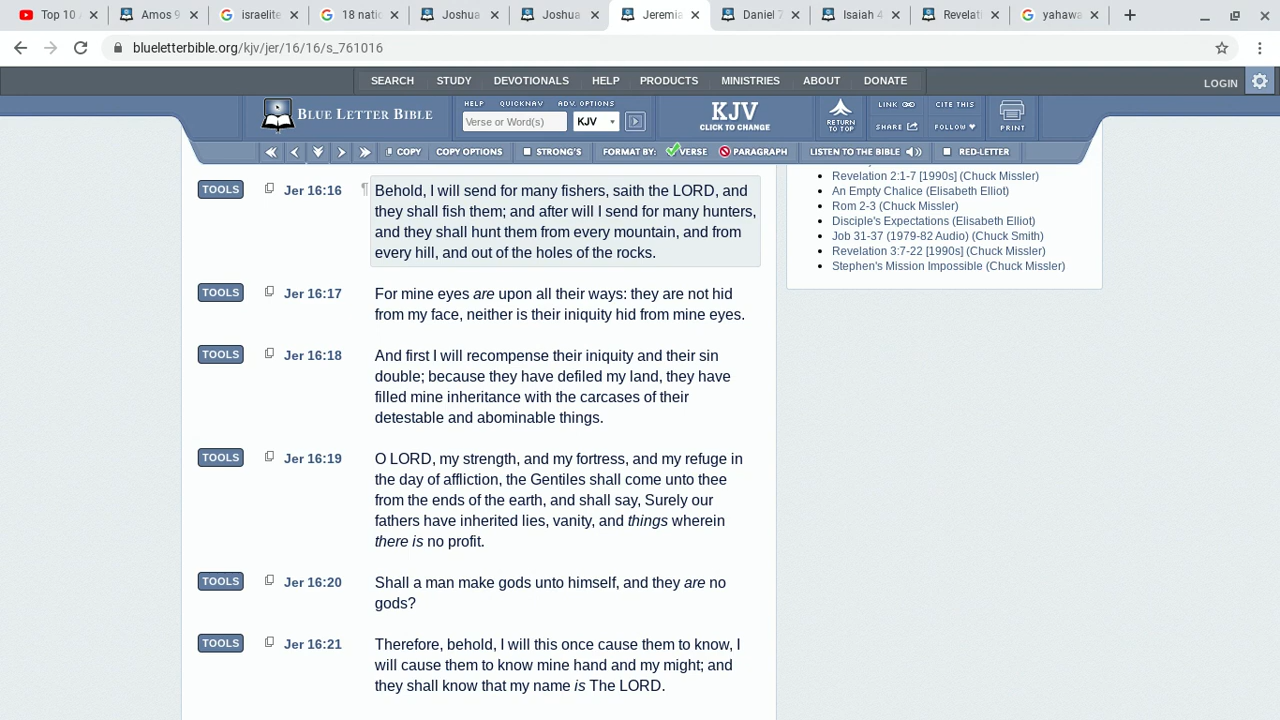 Top 10
Amos 9
israelite
18 natio
Joshua
Joshua
Jeremia
Daniel 7
Isaiah 4
Revelat
yahawa
blueletterbible.org/kjv/jer/16/16/s_761016
SEARCH STUDY DEVOTIONALS HELP PRODUCTS MINISTRIES ABOUT DONATE
LOGIN
BLUE LETTER BIBLE
HELP QUICKNAV ADV. OPTIONS
Verse or Word(s) KJV
KJV
CLICK TO CHANGE
RETURN
TO TOP
LINK
CITE THIS
SHARE
FOLLOW
PRINT
COPY COPY OPTIONS STRONG'S FORMAT BY: VERSE PARAGRAPH LISTEN TO THE BIBLE RED-LETTER
TOOLS Jer 16:16 ¶ Behold, I will send for many fishers, saith the LORD, and
they shall fish them; and after will I send for many hunters,
and they shall hunt them from every mountain, and from
every hill, and out of the holes of the rocks.
TOOLS Jer 16:17 For mine eyes are upon all their ways: they are not hid
from my face, neither is their iniquity hid from mine eyes.
TOOLS Jer 16:18 And first I will recompense their iniquity and their sin
double; because they have defiled my land, they have
filled mine inheritance with the carcases of their
detestable and abominable things.
TOOLS Jer 16:19 O LORD, my strength, and my fortress, and my refuge in
the day of affliction, the Gentiles shall come unto thee
from the ends of the earth, and shall say, Surely our
fathers have inherited lies, vanity, and things wherein
there is no profit.
TOOLS Jer 16:20 Shall a man make gods unto himself, and they are no
gods?
TOOLS Jer 16:21 Therefore, behold, I will this once cause them to know, I
will cause them to know mine hand and my might; and
they shall know that my name is The LORD.
Revelation 2:1-7 [1990s] (Chuck Missler)
An Empty Chalice (Elisabeth Elliot)
Rom 2-3 (Chuck Missler)
Disciple's Expectations (Elisabeth Elliot)
Job 31-37 (1979-82 Audio) (Chuck Smith)
Revelation 3:7-22 [1990s] (Chuck Missler)
Stephen's Mission Impossible (Chuck Missler)